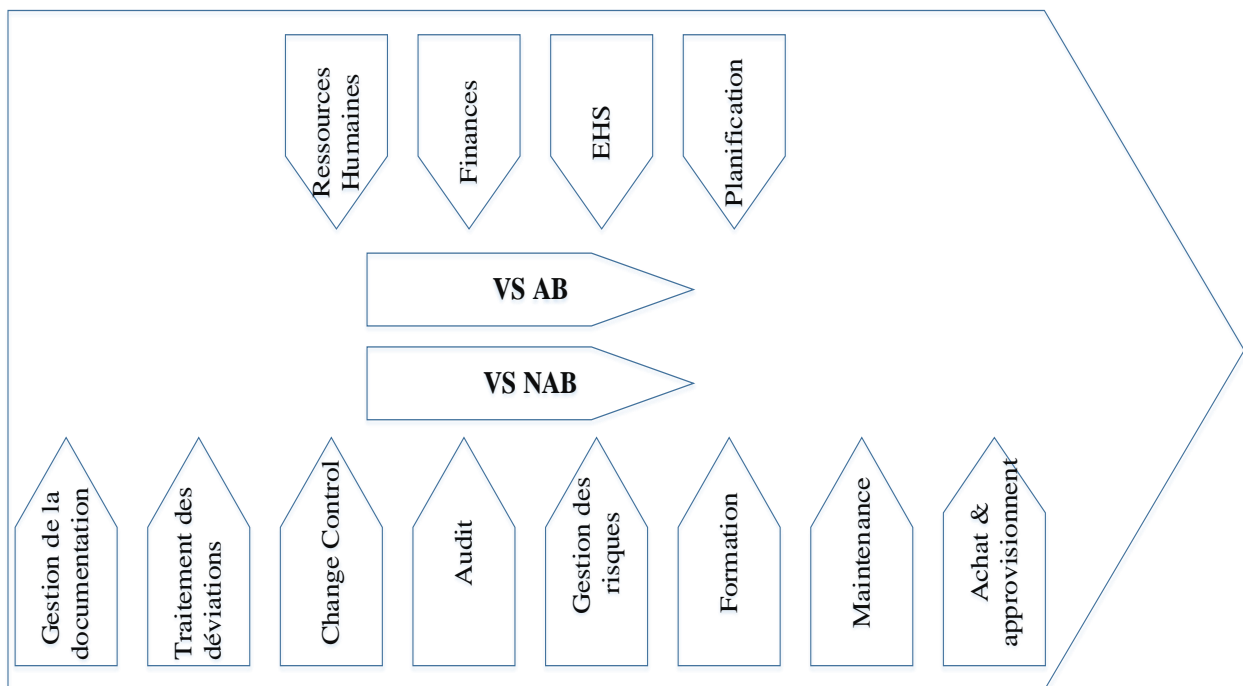 Ressources
Humaines
Finances
EHS
Planification
VS AB
VS NAB
Gestion de la
documentation
Traitement des
déviations
Change Control
Audit
Gestion des
risques
Formation
Maintenance
Achat &
approvisionnent